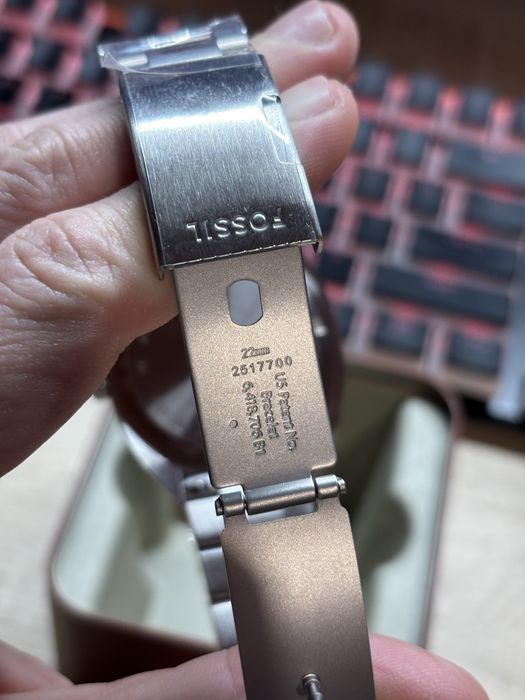 FOSSIL
22mm
2517700
US Patent No.
Bracelet
6,418,706 B1